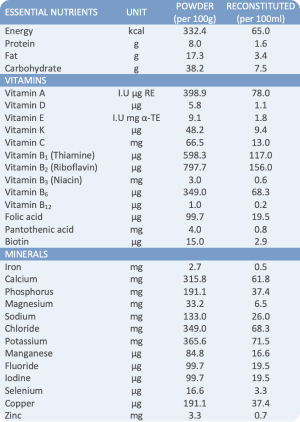 ESSENTIAL NUTRIENTS UNIT POWDER (per 100g) RECONSTITUTED (per 100ml)
Energy kcal 332.4 65.0
Protein g 8.0 1.6
Fat g 17.3 3.4
Carbohydrate g 38.2 7.5
VITAMINS
Vitamin A I.U µg RE 398.9 78.0
Vitamin D µg 5.8 1.1
Vitamin E I.U mg α-TE 9.1 1.8
Vitamin K µg 48.2 9.4
Vitamin C mg 66.5 13.0
Vitamin B₁ (Thiamine) µg 598.3 117.0
Vitamin B₂ (Riboflavin) µg 797.7 156.0
Vitamin B₃ (Niacin) mg 3.0 0.6
Vitamin B₆ µg 349.0 68.3
Vitamin B₁₂ µg 1.0 0.2
Folic acid µg 99.7 19.5
Pantothenic acid mg 4.0 0.8
Biotin µg 15.0 2.9
MINERALS
Iron mg 2.7 0.5
Calcium mg 315.8 61.8
Phosphorus mg 191.1 37.4
Magnesium mg 33.2 6.5
Sodium mg 133.0 26.0
Chloride mg 349.0 68.3
Potassium mg 365.6 71.5
Manganese µg 84.8 16.6
Fluoride µg 99.7 19.5
Iodine µg 99.7 19.5
Selenium µg 16.6 3.3
Copper µg 191.1 37.4
Zinc mg 3.3 0.7